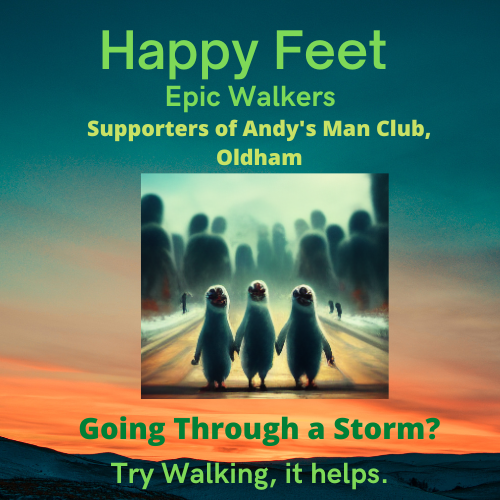 Happy Feet
Epic Walkers
Supporters of Andy's Man Club,
Oldham
Going Through a Storm?
Try Walking, it helps.